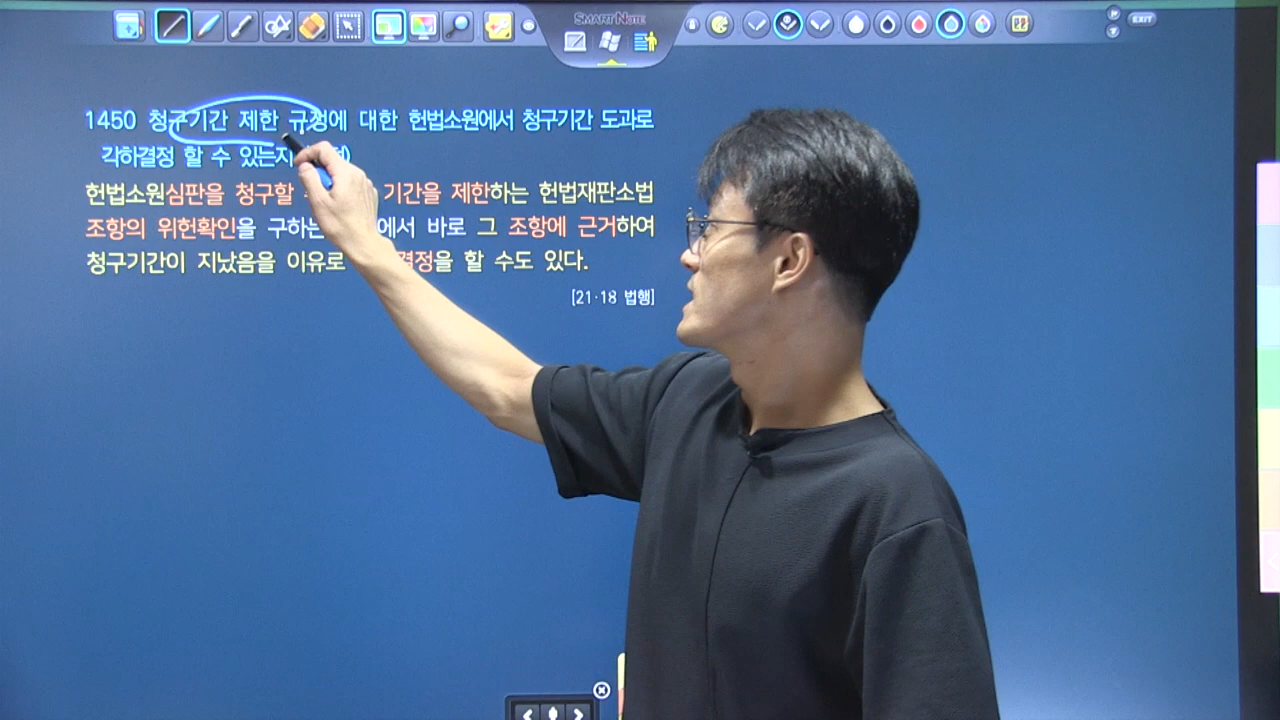 SMART NOTE
EXIT
1450 청구기간 제한 규정에 대한 헌법소원에서 청구기간 도과로
각하결정 할 수 있는지
헌법소원심판을 청구할 기간을 제한하는 헌법재판소법
조항의 위헌확인을 구하는 에서 바로 그 조항에 근거하여
청구기간이 지났음을 이유로 결정을 할 수도 있다.
[21·18 법행]